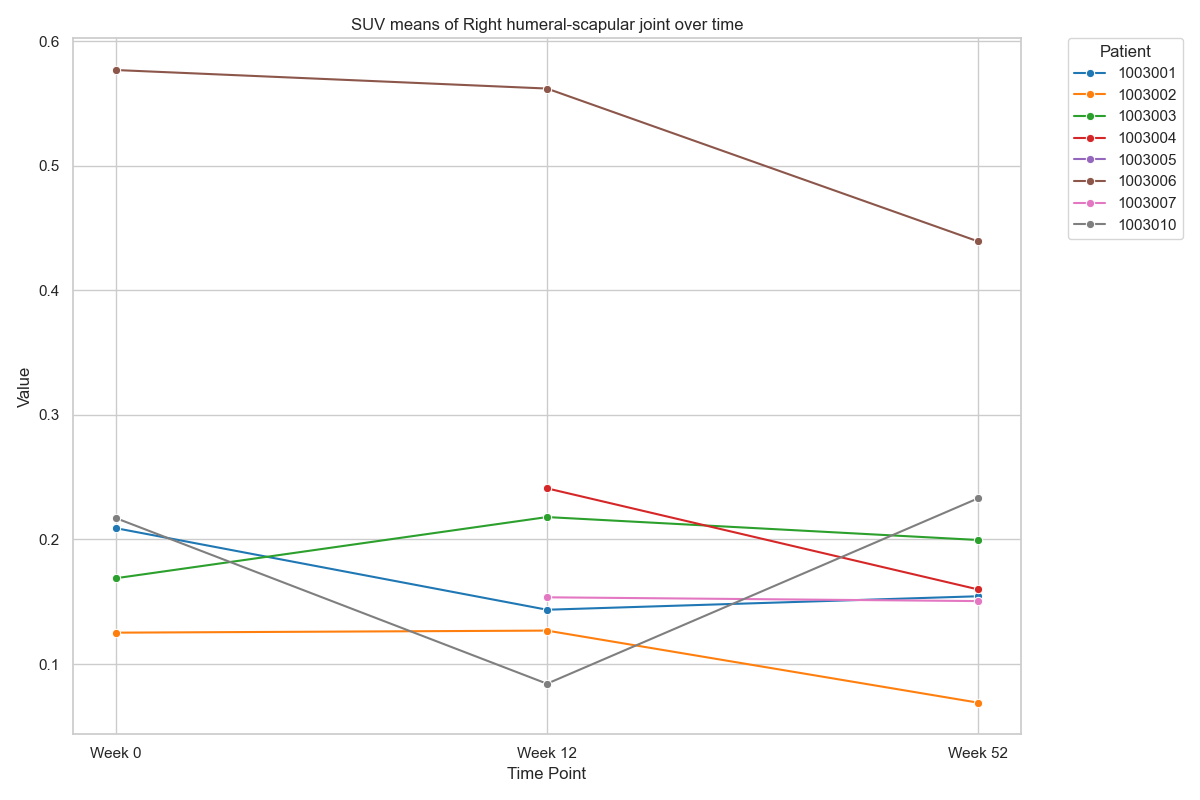 SUV means of Right humeral-scapular joint over time
Patient
1003001
1003002
1003003
1003004
1003005
1003006
1003007
1003010
Value
0.6
0.5
0.4
0.3
0.2
0.1
Week 0
Week 12
Week 52
Time Point